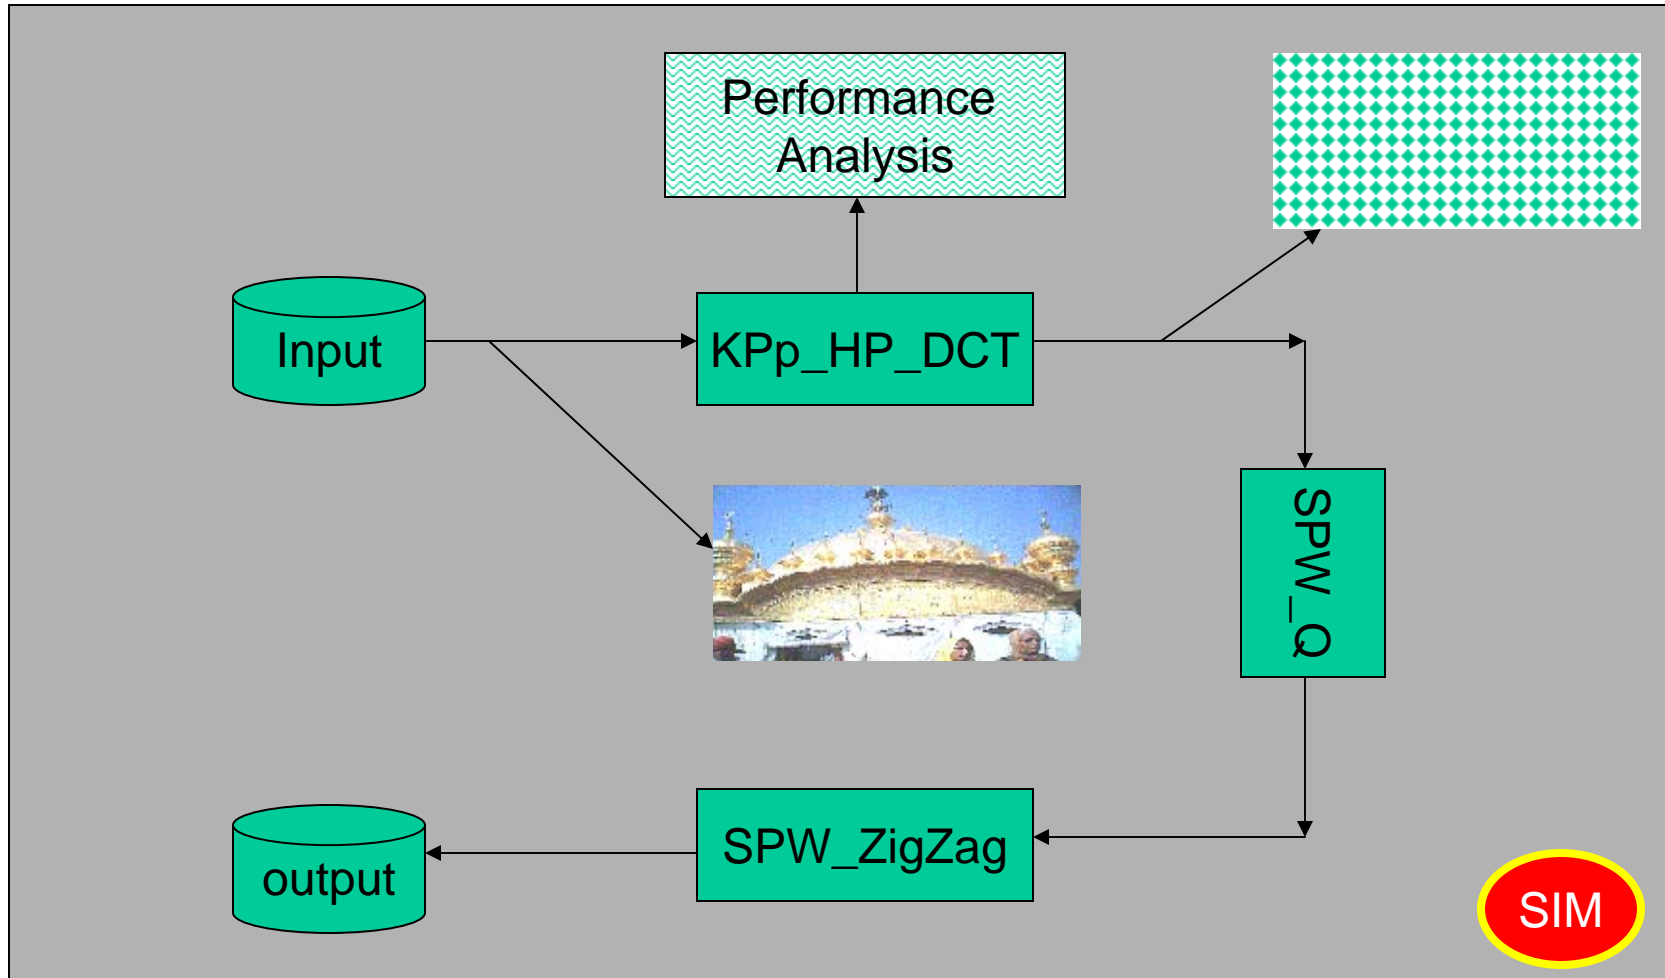 Performance
Analysis
Input
KPp_HP_DCT
SPW_Q
SPW_ZigZag
output
SIM